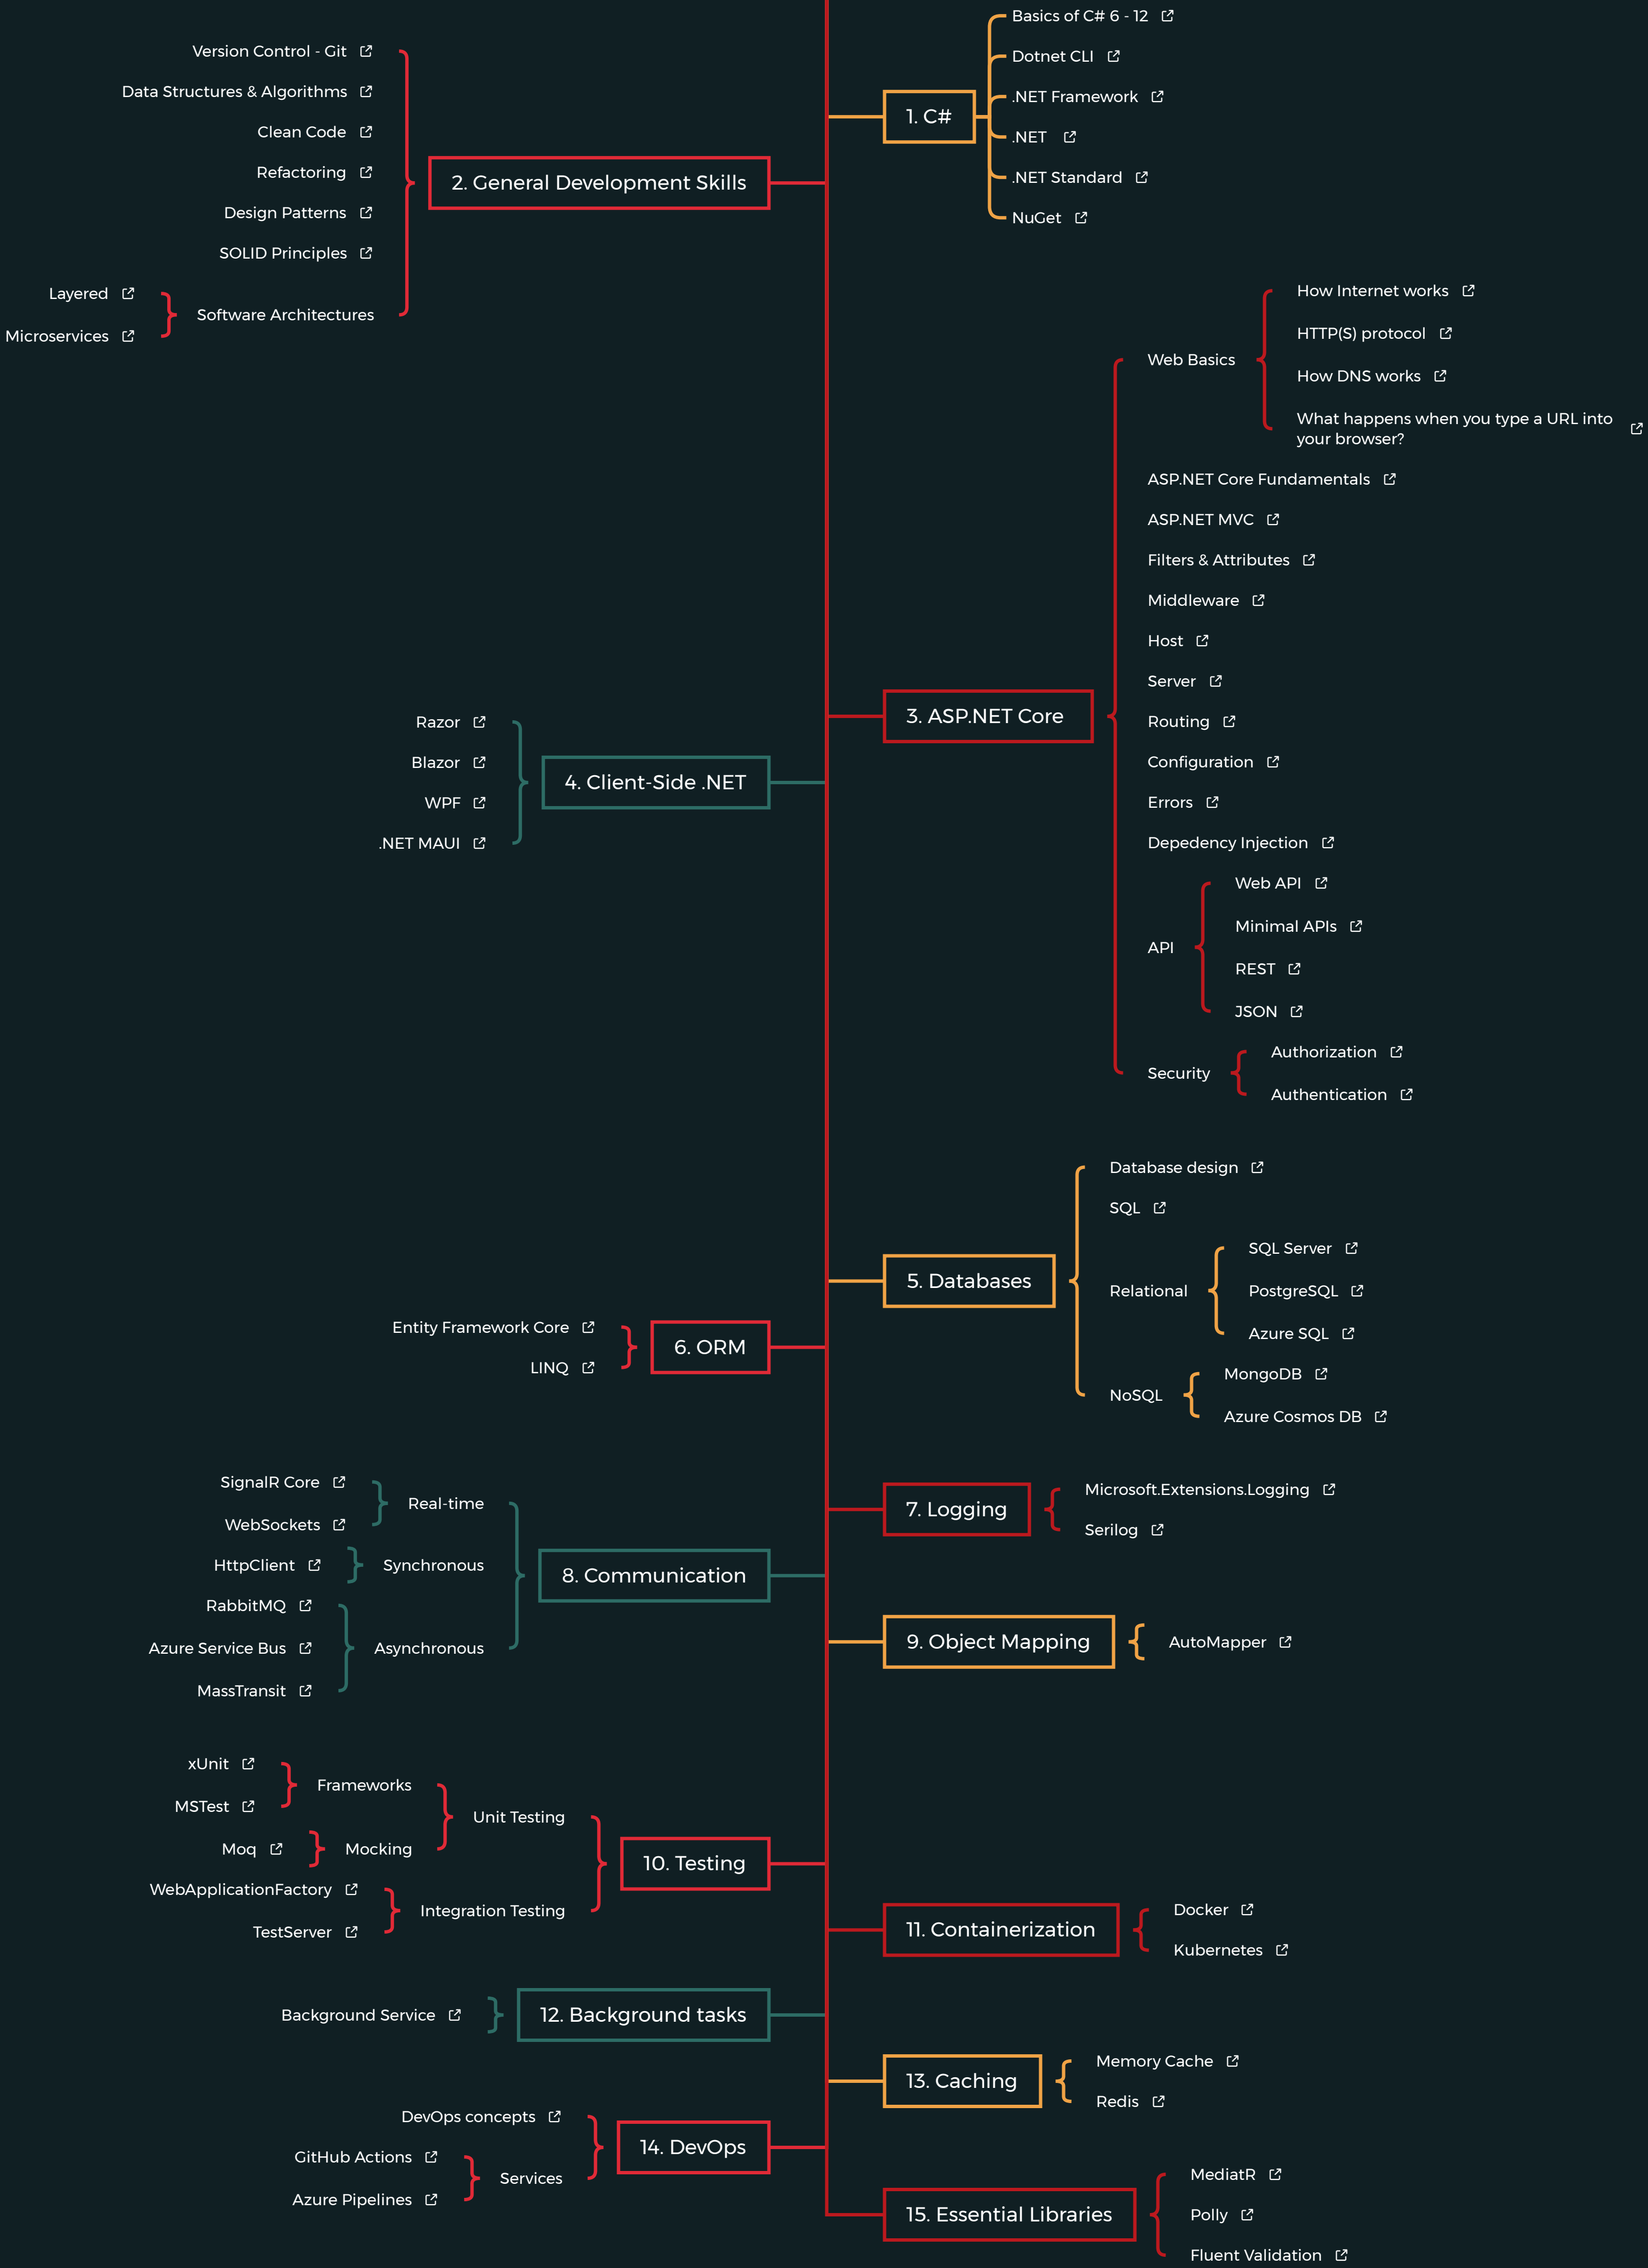 1. C#
Basics of C# 6 - 12
Dotnet CLI
.NET Framework
.NET
.NET Standard
NuGet
2. General Development Skills
Version Control - Git
Data Structures & Algorithms
Clean Code
Refactoring
Design Patterns
SOLID Principles
Software Architectures
Layered
Microservices
3. ASP.NET Core
Web Basics
How Internet works
HTTP(S) protocol
How DNS works
What happens when you type a URL into
your browser?
ASP.NET Core Fundamentals
ASP.NET MVC
Filters & Attributes
Middleware
Host
Server
Routing
Configuration
Errors
Depedency Injection
API
Web API
Minimal APIs
REST
JSON
Security
Authorization
Authentication
4. Client-Side .NET
Razor
Blazor
WPF
.NET MAUI
5. Databases
Database design
SQL
Relational
SQL Server
PostgreSQL
Azure SQL
NoSQL
MongoDB
Azure Cosmos DB
6. ORM
Entity Framework Core
LINQ
7. Logging
Microsoft.Extensions.Logging
Serilog
8. Communication
Real-time
SignalR Core
WebSockets
Synchronous
HttpClient
Asynchronous
RabbitMQ
Azure Service Bus
MassTransit
9. Object Mapping
AutoMapper
10. Testing
Unit Testing
Frameworks
xUnit
MSTest
Mocking
Moq
Integration Testing
WebApplicationFactory
TestServer
11. Containerization
Docker
Kubernetes
12. Background tasks
Background Service
13. Caching
Memory Cache
Redis
14. DevOps
DevOps concepts
Services
GitHub Actions
Azure Pipelines
15. Essential Libraries
MediatR
Polly
Fluent Validation